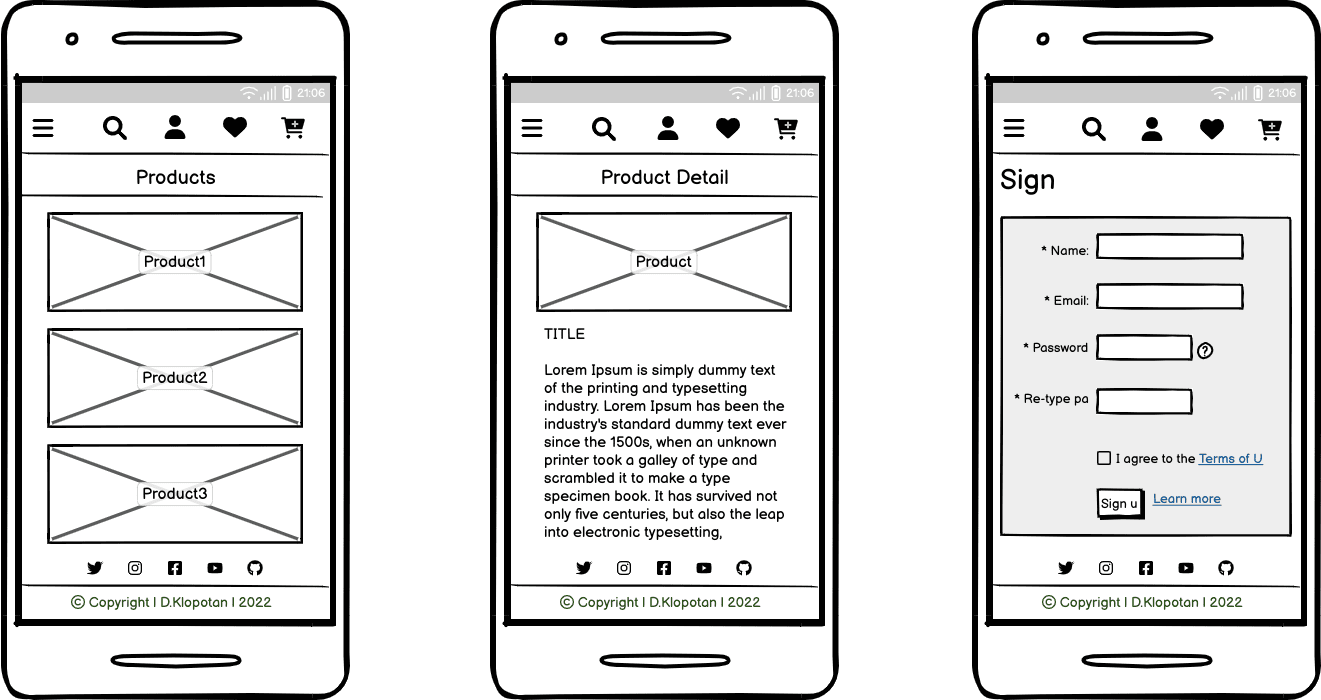 21:06
Products
Product1
Product2
Product3
© Copyright I D.Klopotan I 2022
21:06
Product Detail
Product
TITLE
Lorem Ipsum is simply dummy text
of the printing and typesetting
industry. Lorem Ipsum has been the
industry's standard dummy text ever
since the 1500s, when an unknown
printer took a galley of type and
scrambled it to make a type
specimen book. It has survived not
only five centuries, but also the leap
into electronic typesetting,
© Copyright I D.Klopotan I 2022
21:06
Sign
* Name:
* Email:
* Password
?
* Re-type pa
I agree to the Terms of U
Sign u Learn more
© Copyright I D.Klopotan I 2022